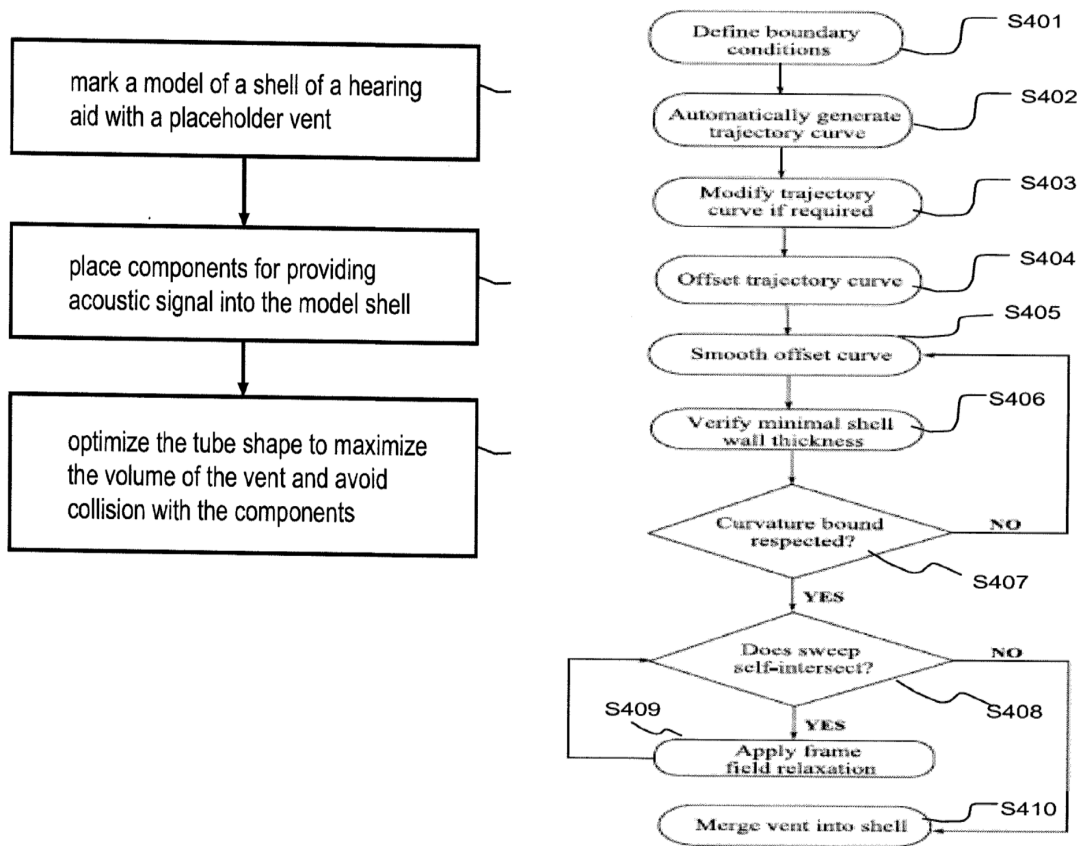 mark a model of a shell of a hearing
aid with a placeholder vent
place components for providing
acoustic signal into the model shell
optimize the tube shape to maximize
the volume of the vent and avoid
collision with the components
Define boundary
conditions
S401
Automatically generate
trajectory curve
S402
Modify trajectory
curve if required
S403
Offset trajectory curve
S404
Smooth offset curve
S405
Verify minimal shell
wall thickness
S406
Curvature bound
respected?
NO
S407
YES
Does sweep
self-intersect?
NO
S408
YES
S409
Apply frame
field relaxation
Merge vent into shell
S410